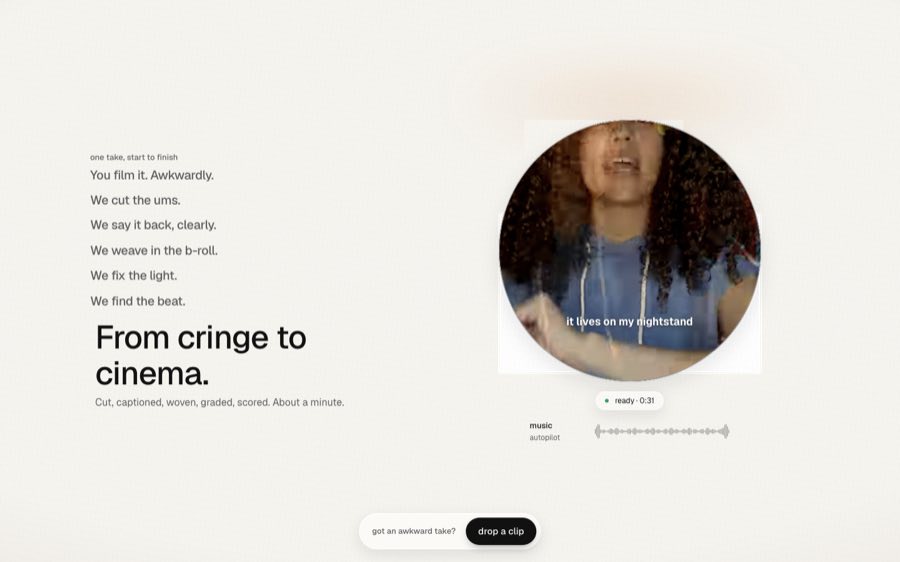 one take, start to finish
You film it. Awkwardly.
We cut the ums.
We say it back, clearly.
We weave in the b-roll.
We fix the light.
We find the beat.
From cringe to
cinema.
Cut, captioned, woven, graded, scored. About a minute.
it lives on my nightstand
ready · 0:31
music
autopilot
got an awkward take?
drop a clip